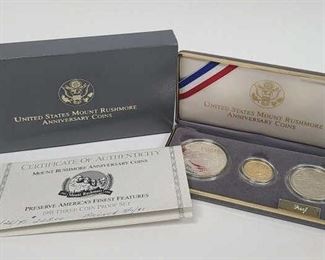 UNITED STATES MOUNT RUSHMORE
ANNIVERSARY COINS
UNITED STATES MOUNT RUSHMORE
ANNIVERSARY COINS
CERTIFICATE OF AUTHENTICITY
MOUNT RUSHMORE ANNIVERSARY COINS
PRESERVE AMERICA'S FINEST FEATURES
1991 THREE COIN PROOF SET
Proof